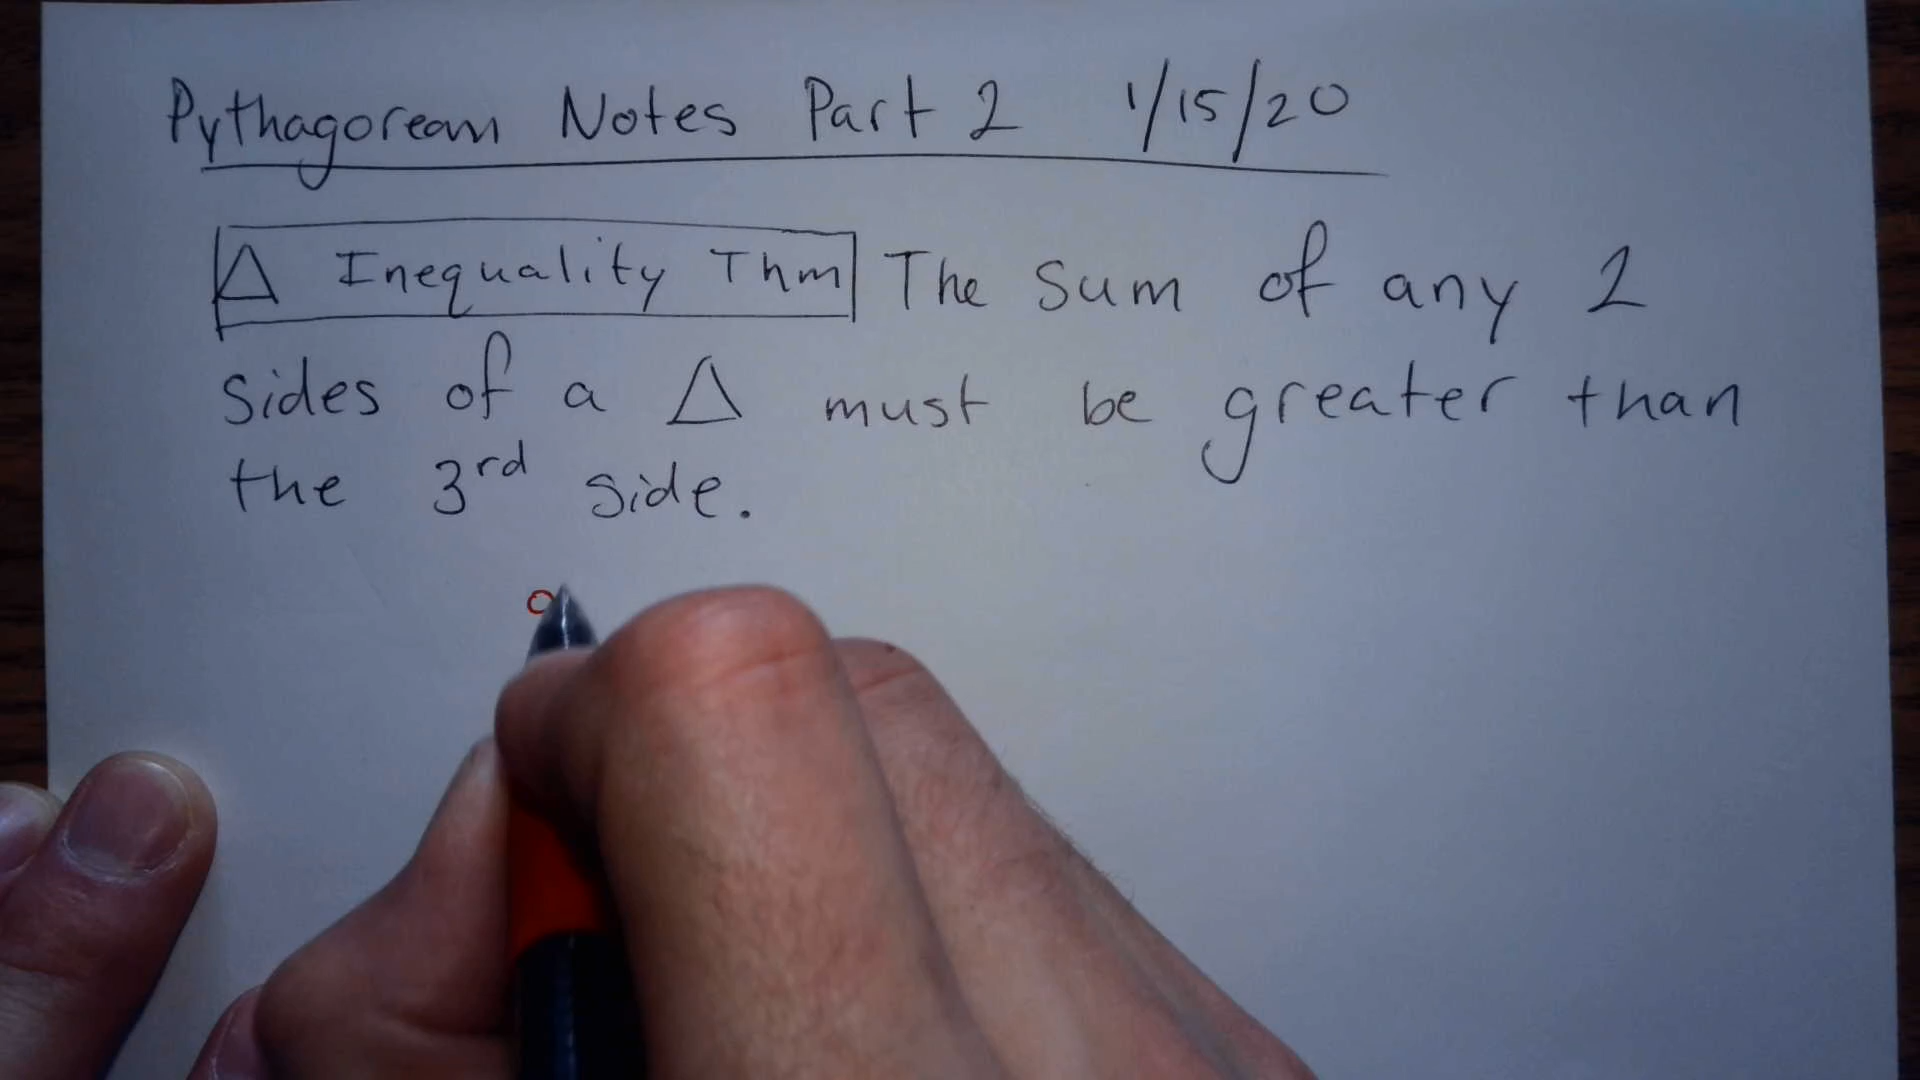 Pythagorean Notes Part 2 1/15/20
△ Inequality Thm The sum of any 2
sides of a △ must be greater than
the 3rd side.